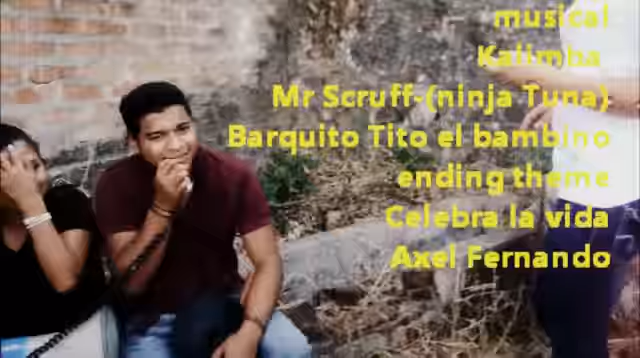 musical
Kalimba
Mr Scruff-(ninja Tuna)
Barquito Tito el bambino
ending theme
Celebra la vida
Axel Fernando